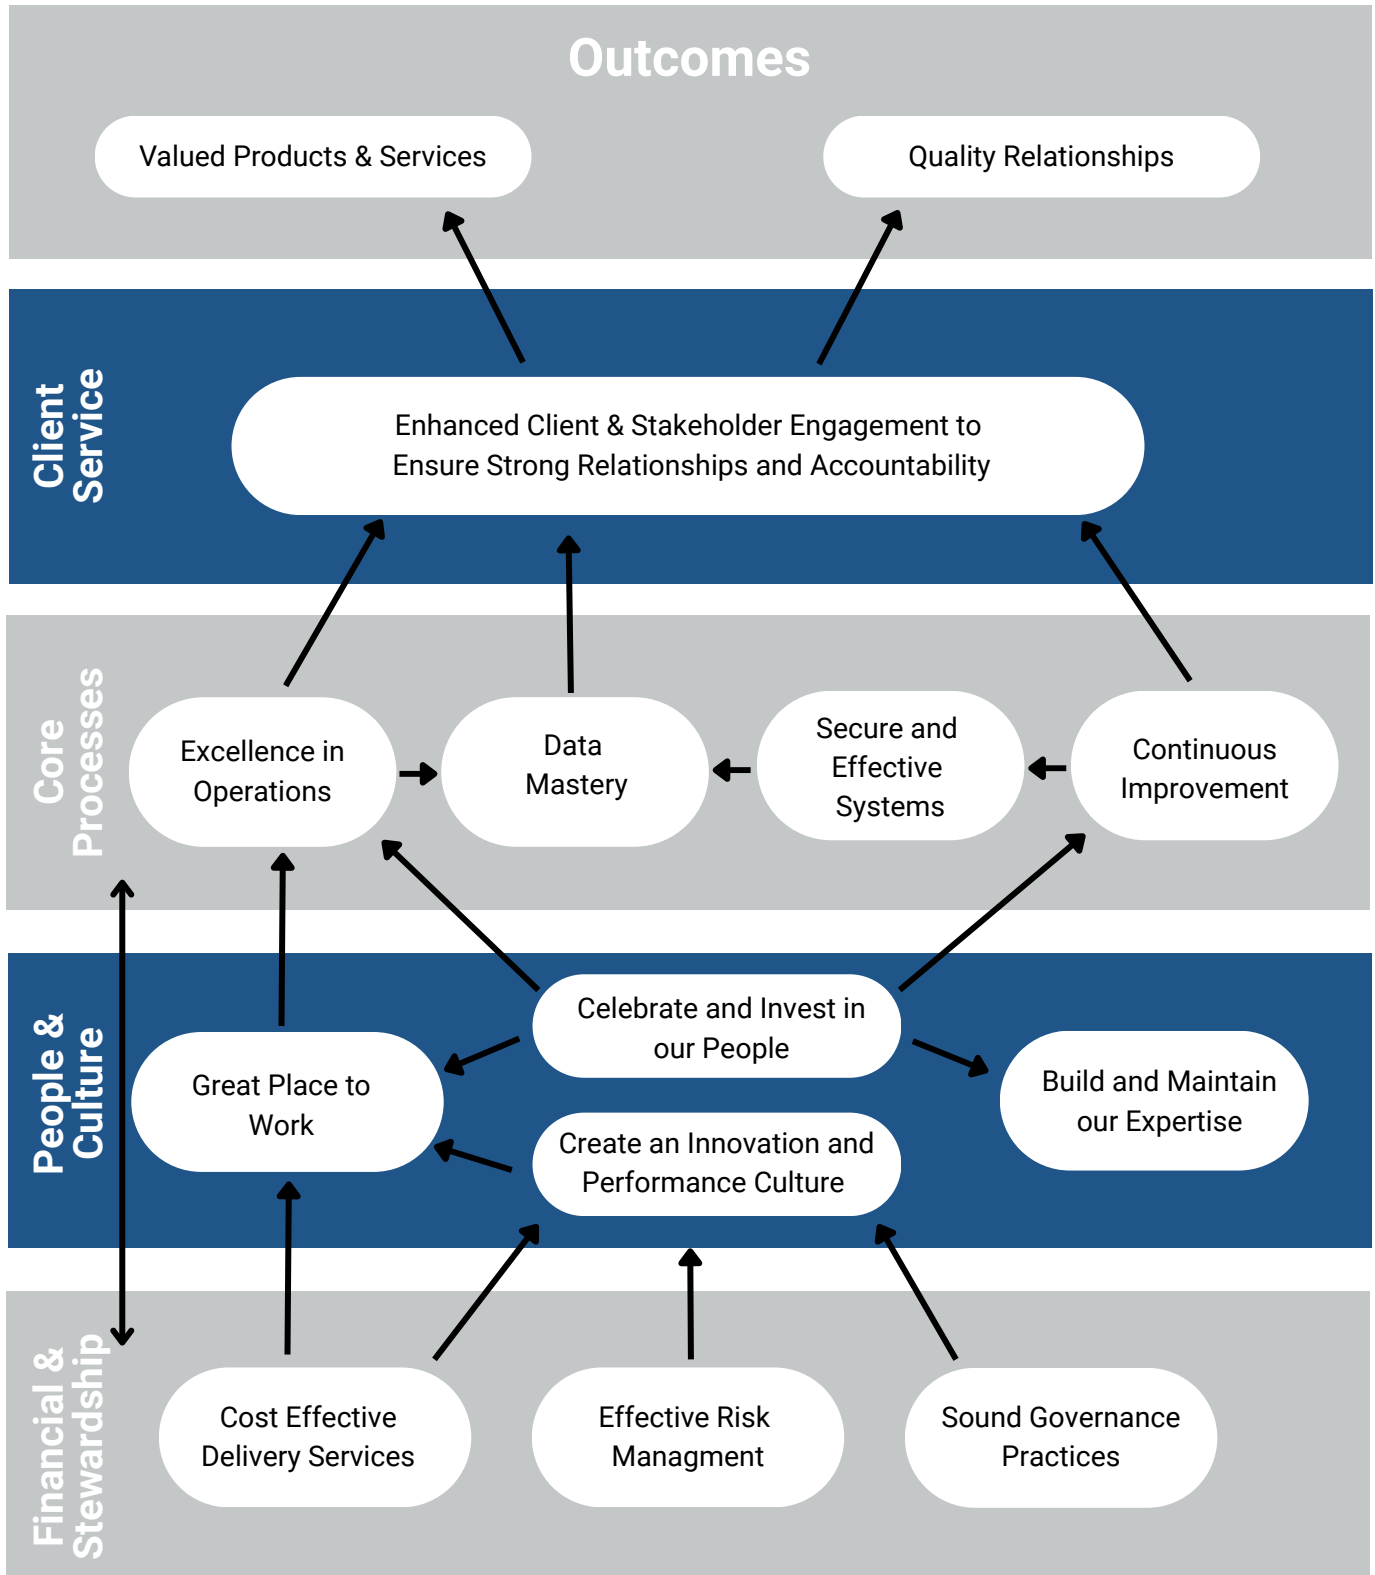 Outcomes
Valued Products & Services
Quality Relationships
Client
Service
Enhanced Client & Stakeholder Engagement to
Ensure Strong Relationships and Accountability
Core
Processes
Excellence in
Operations
Data
Mastery
Secure and
Effective
Systems
Continuous
Improvement
People &
Culture
Celebrate and Invest in
our People
Great Place to
Work
Build and Maintain
our Expertise
Create an Innovation and
Performance Culture
Financial &
Stewardship
Cost Effective
Delivery Services
Effective Risk
Managment
Sound Governance
Practices